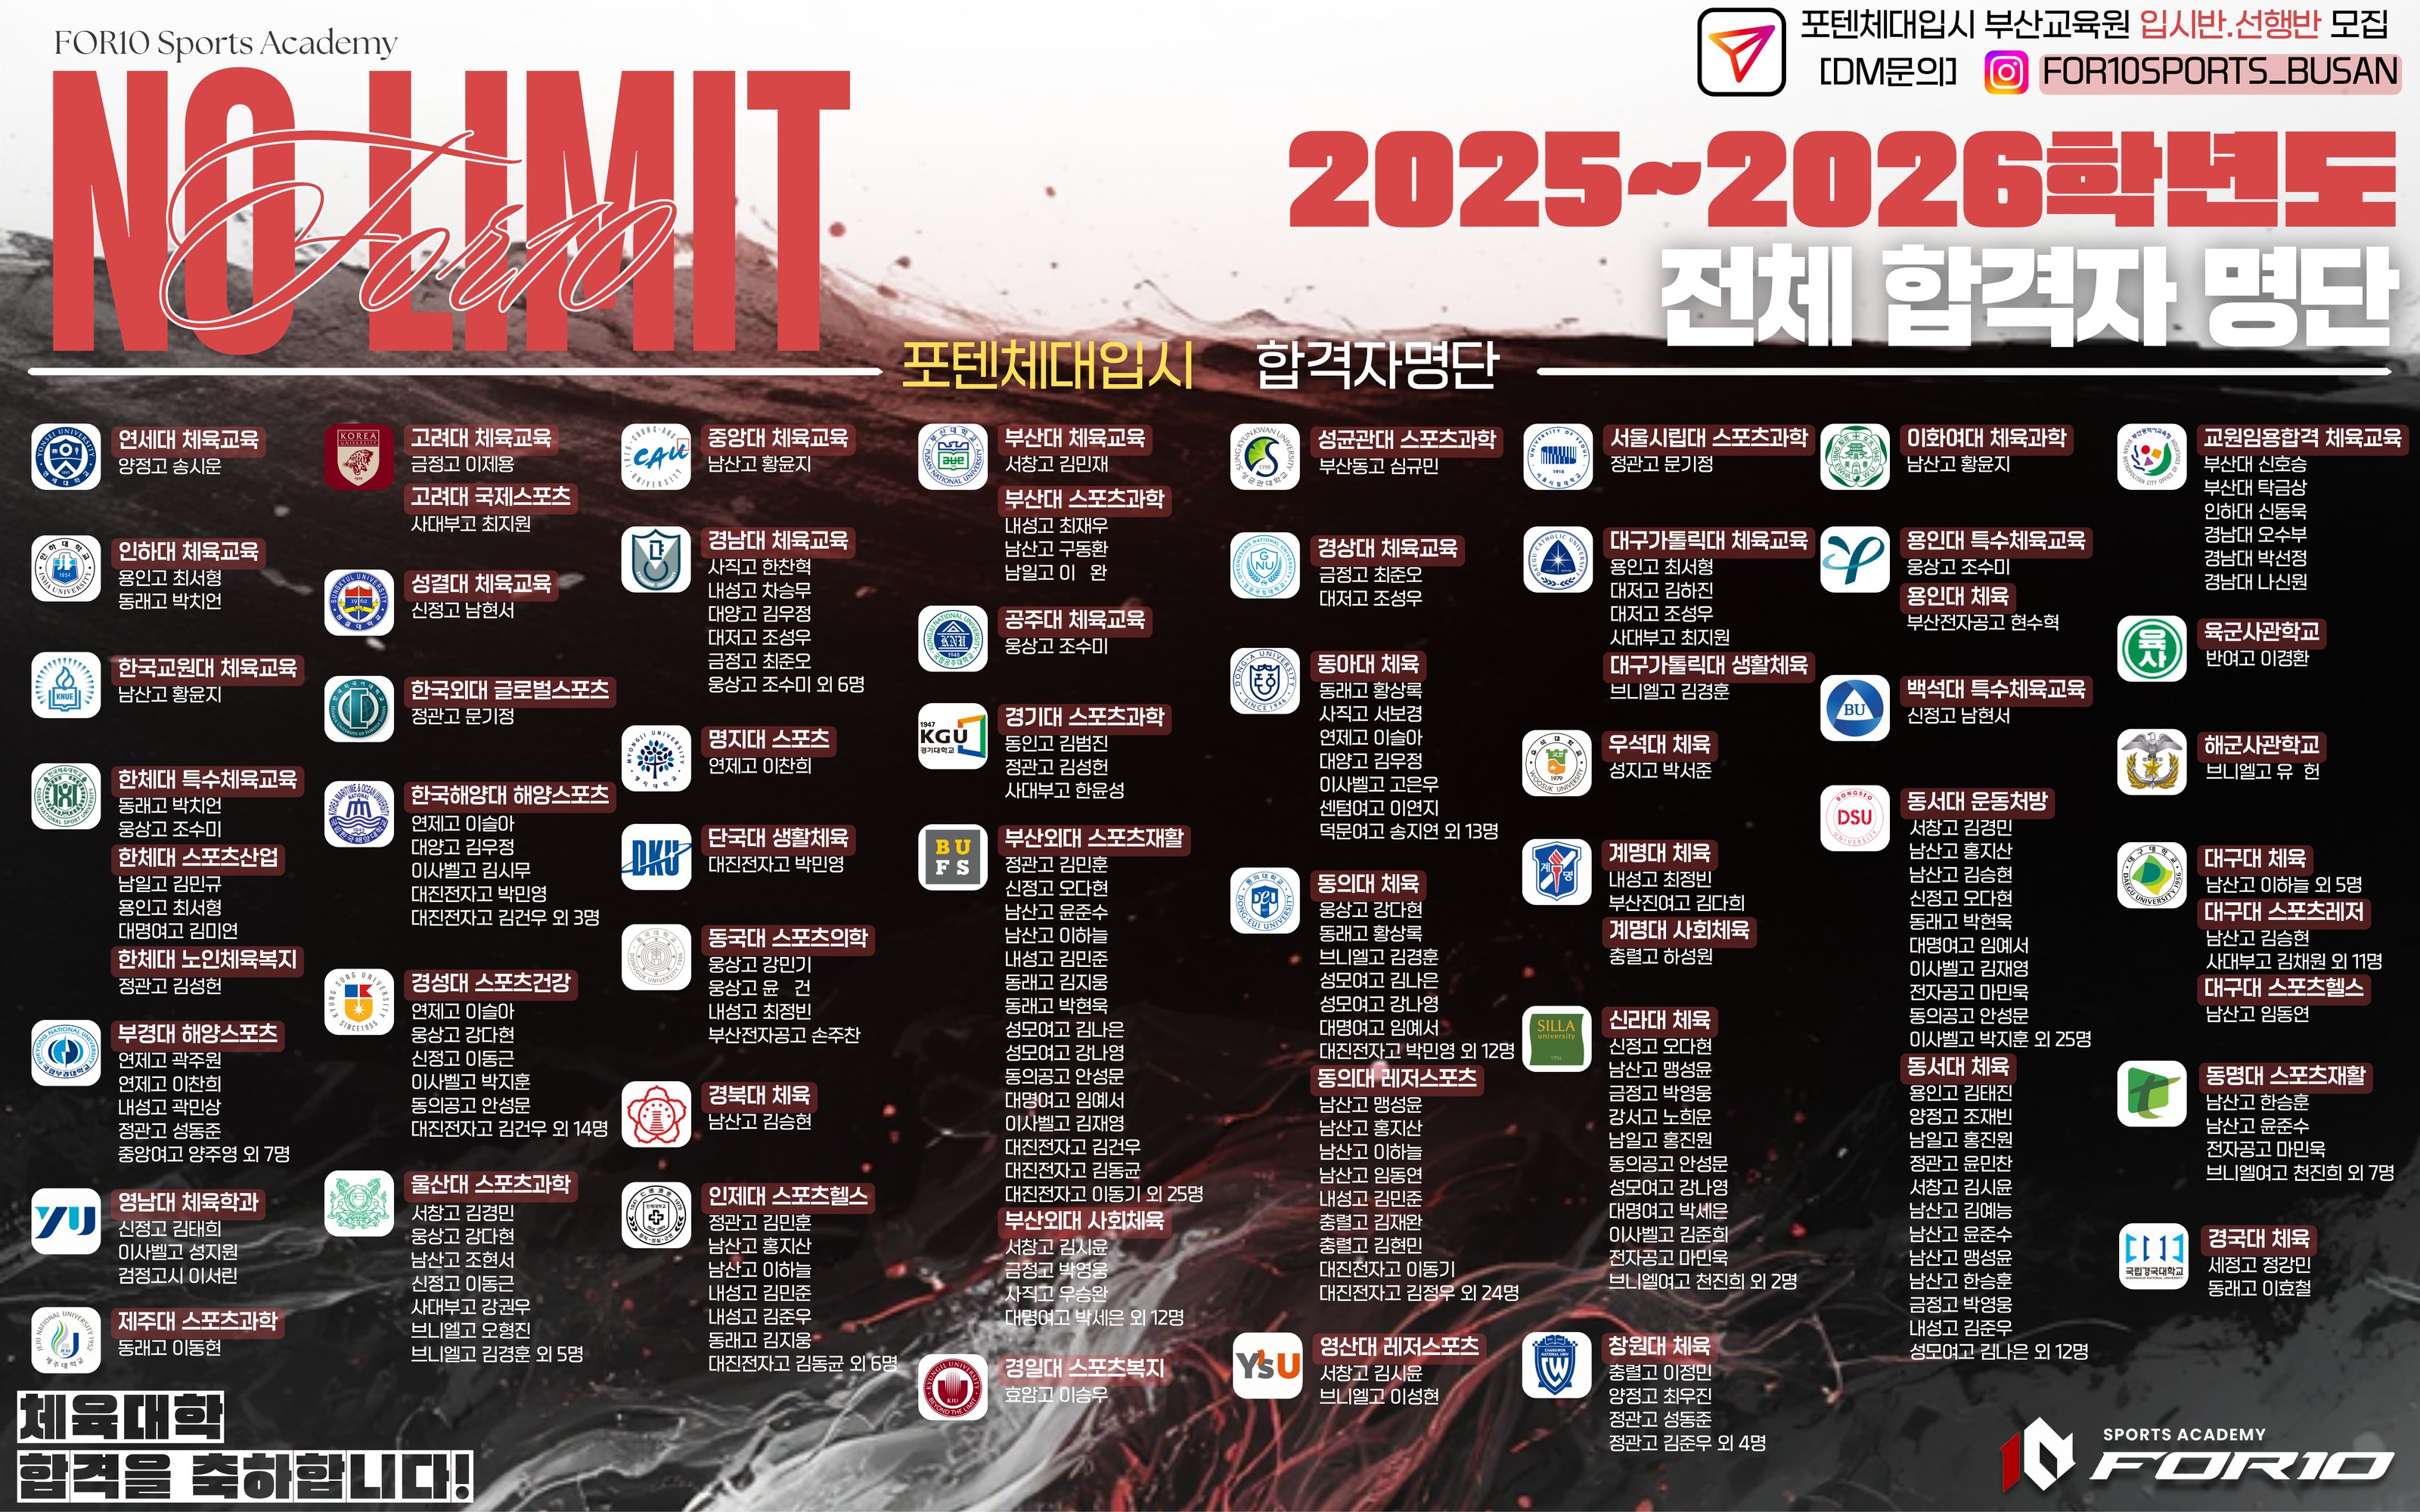 FOR10 Sports Academy
NO LIMIT
For10
포텐체대입시 부산교육원 입시반.선행반 모집
[DM문의] FOR10SPORTS_BUSAN
2025~2026학년도
전체 합격자 명단
포텐체대입시 합격자명단
연세대 체육교육
양정고 송시운
인하대 체육교육
용인고 최서형
동래고 박치언
한국교원대 체육교육
남산고 황윤지
한체대 특수체육교육
동래고 박치언
웅상고 조수미
한체대 스포츠산업
남일고 김민규
용인고 최서형
대명여고 김미연
한체대 노인체육복지
정관고 김성헌
부경대 해양스포츠
연제고 곽주원
연제고 이찬희
내성고 곽민상
정관고 성동준
중앙여고 양주영 외 7명
영남대 체육학과
신정고 김태희
이사벨고 성지원
검정고시 이서린
제주대 스포츠과학
동래고 이동현
고려대 체육교육
금정고 이제용
고려대 국제스포츠
사대부고 최지원
성결대 체육교육
신정고 남현서
한국외대 글로벌스포츠
정관고 문기정
한국해양대 해양스포츠
연제고 이슬아
대양고 김우정
이사벨고 김시무
대진전자고 박민영
대진전자고 김건우 외 3명
경성대 스포츠건강
연제고 이슬아
웅상고 강다현
신정고 이동근
이사벨고 박지훈
동의공고 안성문
대진전자고 김건우 외 14명
울산대 스포츠과학
서창고 김경민
웅상고 강다현
남산고 조현서
신정고 이동근
사대부고 강권우
브니엘고 오형진
브니엘고 김경훈 외 5명
중앙대 체육교육
남산고 황윤지
경남대 체육교육
사직고 한찬혁
내성고 차승무
대양고 김우정
대저고 조성우
금정고 최준오
웅상고 조수미 외 6명
명지대 스포츠
연제고 이찬희
단국대 생활체육
대진전자고 박민영
동국대 스포츠의학
웅상고 강민기
웅상고 윤 건
내성고 최정빈
부산전자공고 손주찬
경북대 체육
남산고 김승현
인제대 스포츠헬스
정관고 김민훈
남산고 홍지산
남산고 이하늘
내성고 김민준
내성고 김준우
동래고 김지웅
대진전자고 김동균 외 6명
부산대 체육교육
서창고 김민재
부산대 스포츠과학
내성고 최재우
남산고 구동환
남일고 이 완
공주대 체육교육
웅상고 조수미
경기대 스포츠과학
동인고 김범진
정관고 김성헌
사대부고 한윤성
부산외대 스포츠재활
정관고 김민훈
신정고 오다현
남산고 윤준수
남산고 이하늘
내성고 김민준
동래고 김지웅
동래고 박현욱
성모여고 김나은
성모여고 강나영
동의공고 안성문
대명여고 임예서
이사벨고 김재영
대진전자고 김건우
대진전자고 김동균
대진전자고 이동기 외 25명
부산외대 사회체육
서창고 김시윤
금정고 박영웅
사직고 우승완
대명여고 박세은 외 12명
경일대 스포츠복지
효암고 이승우
성균관대 스포츠과학
부산동고 심규민
경상대 체육교육
금정고 최준오
대저고 조성우
동아대 체육
동래고 황상록
사직고 서보경
연제고 이슬아
대양고 김우정
이사벨고 고은우
센텀여고 이연지
덕문여고 송지연 외 13명
동의대 체육
웅상고 강다현
동래고 황상록
브니엘고 김경훈
성모여고 김나은
성모여고 강나영
대명여고 임예서
대진전자고 박민영 외 12명
동의대 레저스포츠
남산고 맹성윤
남산고 홍지산
남산고 이하늘
남산고 임동연
내성고 김민준
충렬고 김재완
충렬고 김현민
대진전자고 이동기
대진전자고 김정우 외 24명
영산대 레저스포츠
서창고 김시윤
브니엘고 이성현
서울시립대 스포츠과학
정관고 문기정
대구가톨릭대 체육교육
용인고 최서형
대저고 김하진
대저고 조성우
사대부고 최지원
대구가톨릭대 생활체육
브니엘고 김경훈
우석대 체육
성지고 박서준
계명대 체육
내성고 최정빈
부산진여고 김다희
계명대 사회체육
충렬고 하성원
신라대 체육
신정고 오다현
남산고 맹성윤
금정고 박영웅
강서고 노희운
남일고 홍진원
동의공고 안성문
성모여고 강나영
대명여고 박세은
이사벨고 김준희
전자공고 마민욱
브니엘여고 천진희 외 2명
창원대 체육
충렬고 이정민
양정고 최우진
정관고 성동준
정관고 김준우 외 4명
이화여대 체육과학
남산고 황윤지
용인대 특수체육교육
웅상고 조수미
용인대 체육
부산전자공고 현수혁
백석대 특수체육교육
신정고 남현서
동서대 운동처방
서창고 김경민
남산고 홍지산
남산고 김승현
신정고 오다현
동래고 박현욱
대명여고 임예서
이사벨고 김재영
전자공고 마민욱
동의공고 안성문
이사벨고 박지훈 외 25명
동서대 체육
용인고 김태진
양정고 조재빈
남일고 홍진원
정관고 윤민찬
서창고 김시윤
남산고 김예능
남산고 윤준수
남산고 맹성윤
남산고 한승훈
금정고 박영웅
내성고 김준우
성모여고 김나은 외 12명
교원임용합격 체육교육
부산대 신호승
부산대 탁금상
인하대 신동욱
경남대 오수부
경남대 박선정
경남대 나신원
육군사관학교
반여고 이경환
해군사관학교
브니엘고 유 헌
대구대 체육
남산고 이하늘 외 5명
대구대 스포츠레저
남산고 김승현
사대부고 김채원 외 11명
대구대 스포츠헬스
남산고 임동연
동명대 스포츠재활
남산고 한승훈
남산고 윤준수
전자공고 마민욱
브니엘여고 천진희 외 7명
경국대 체육
세정고 정강민
동래고 이효철
체육대학
합격을 축하합니다!
SPORTS ACADEMY
FOR10